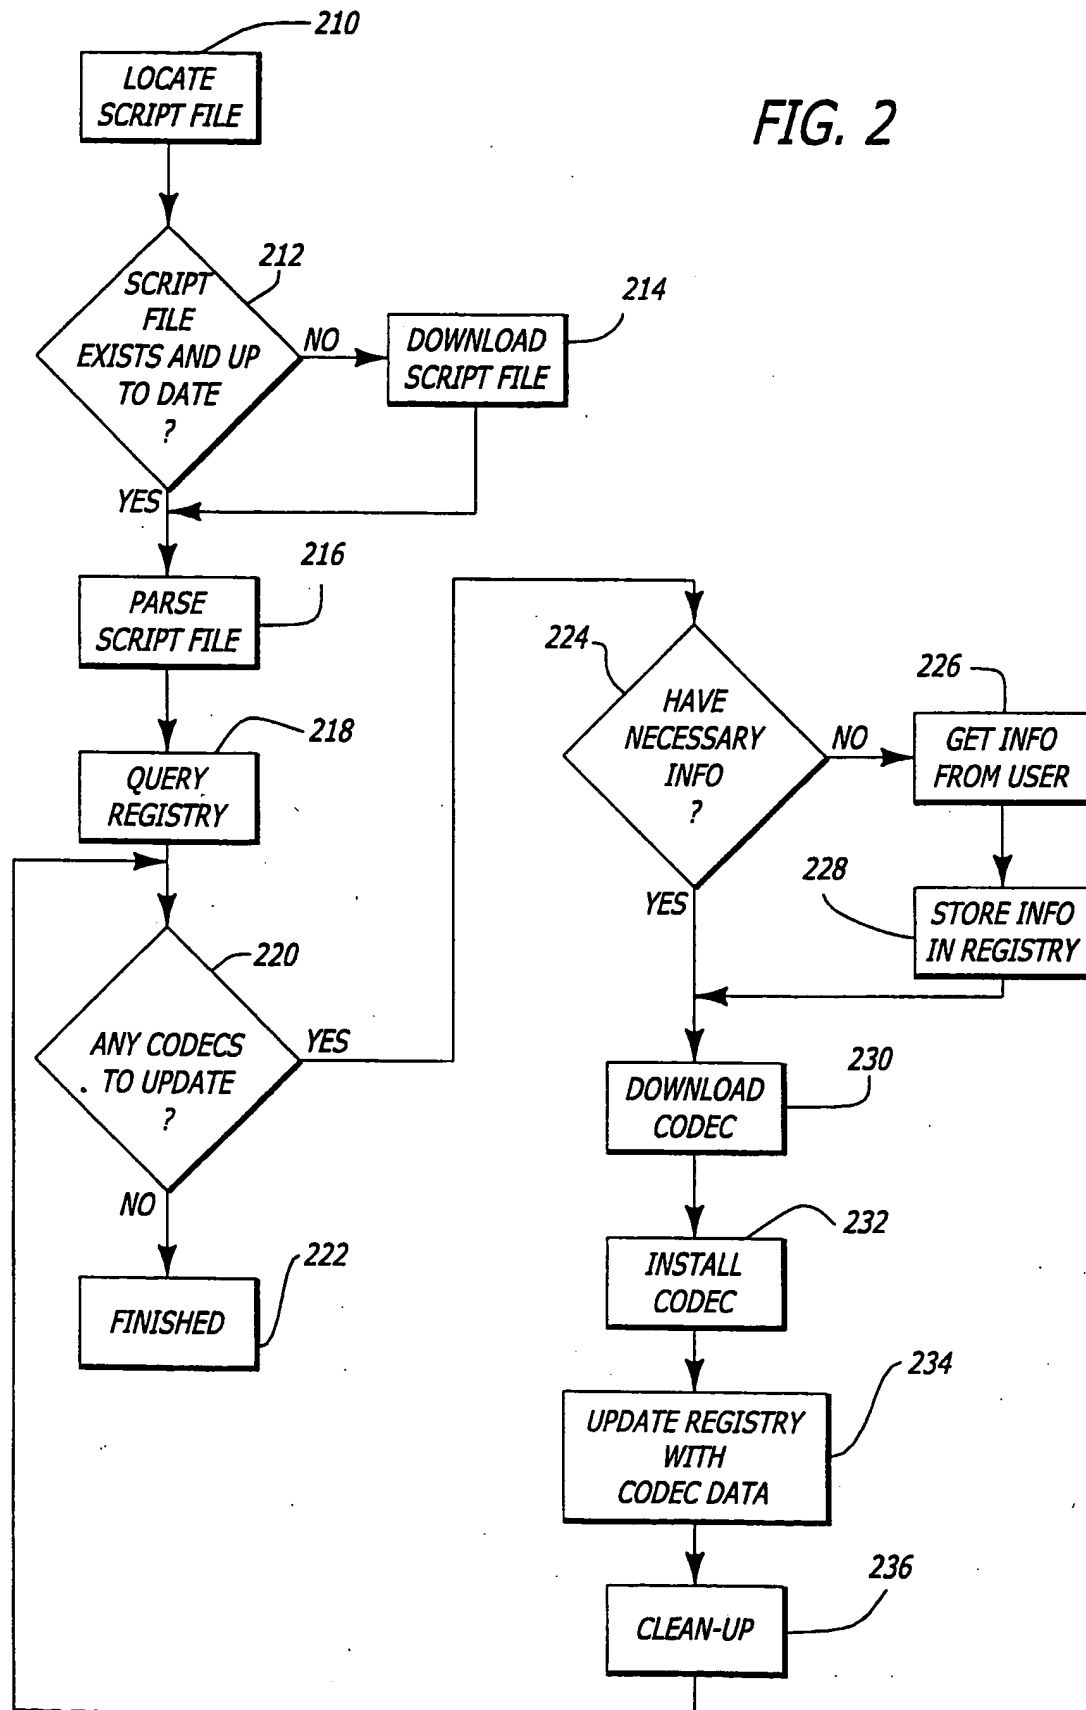 210
LOCATE
SCRIPT FILE
FIG. 2
212
SCRIPT
FILE
EXISTS AND UP
TO DATE
?
NO
214
DOWNLOAD
SCRIPT FILE
YES
216
PARSE
SCRIPT FILE
218
QUERY
REGISTRY
220
ANY CODECS
TO UPDATE
?
YES
NO
222
FINISHED
224
HAVE
NECESSARY
INFO
?
NO
226
GET INFO
FROM USER
228
STORE INFO
IN REGISTRY
YES
230
DOWNLOAD
CODEC
232
INSTALL
CODEC
234
UPDATE REGISTRY
WITH
CODEC DATA
236
CLEAN-UP